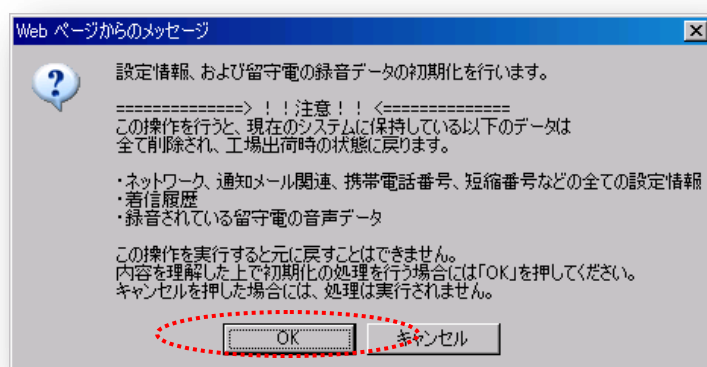 Web ページからのメッセージ
設定情報、および留守電の録音データの初期化を行います。
==============> ！！注意！！ <==============
この操作を行うと、現在のシステムに保持している以下のデータは
全て削除され、工場出荷時の状態に戻ります。
・ネットワーク、通知メール関連、携帯電話番号、短縮番号などの全ての設定情報
・着信履歴
・録音されている留守電の音声データ
この操作を実行すると元に戻すことはできません。
内容を理解した上で初期化の処理を行う場合には「OK」を押してください。
キャンセルを押した場合には、処理は実行されません。
OK キャンセル